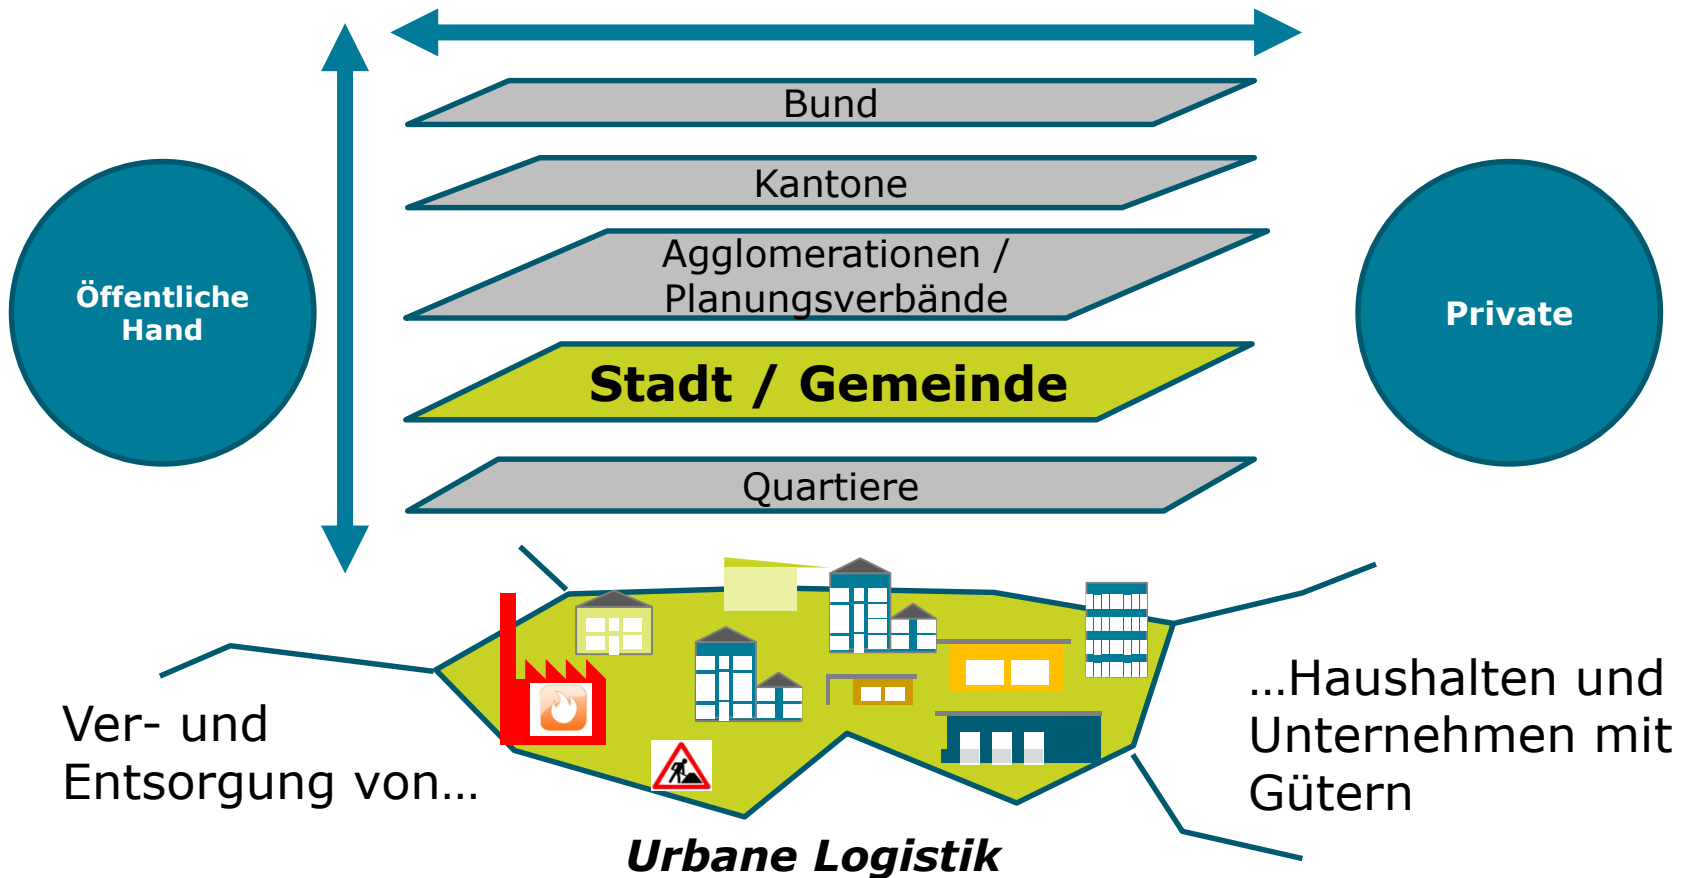 Bund
Kantone
Agglomerationen /
Planungsverbände
Stadt / Gemeinde
Quartiere
Öffentliche
Hand
Private
Ver- und
Entsorgung von...
...Haushalten und
Unternehmen mit
Gütern
Urbane Logistik